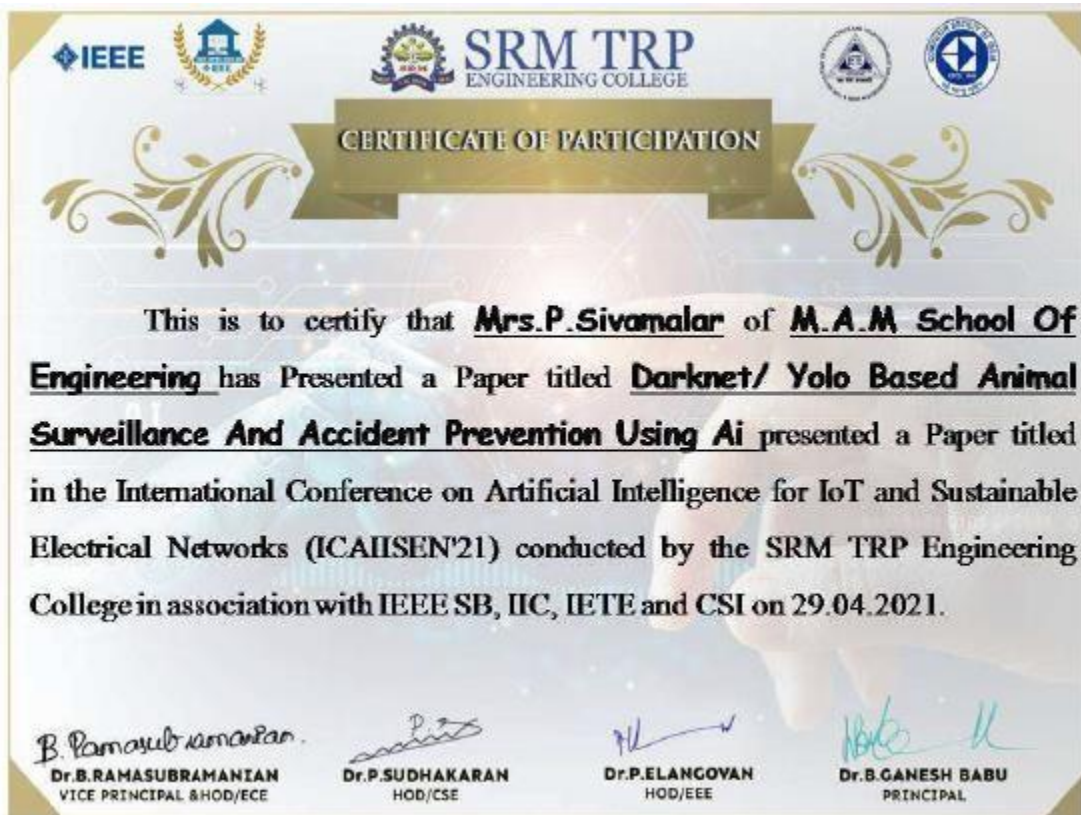 IEEE
SRM TRP
ENGINEERING COLLEGE
CERTIFICATE OF PARTICIPATION
This is to certify that Mrs.P.Sivamalar of M.A.M School Of
Engineering has Presented a Paper titled Darknet/ Yolo Based Animal
Surveillance And Accident Prevention Using Ai presented a Paper titled
in the International Conference on Artificial Intelligence for IoT and Sustainable
Electrical Networks (ICAIISEN'21) conducted by the SRM TRP Engineering
College in association with IEEE SB, IIC, IETE and CSI on 29.04.2021.
B. Ramasubramanian.
Dr.B.RAMASUBRAMANIAN Dr.P.SUDHAKARAN Dr.P.ELANGOVAN Dr.B.GANESH BABU
VICE PRINCIPAL &HOD/ECE HOD/CSE HOD/EEE PRINCIPAL